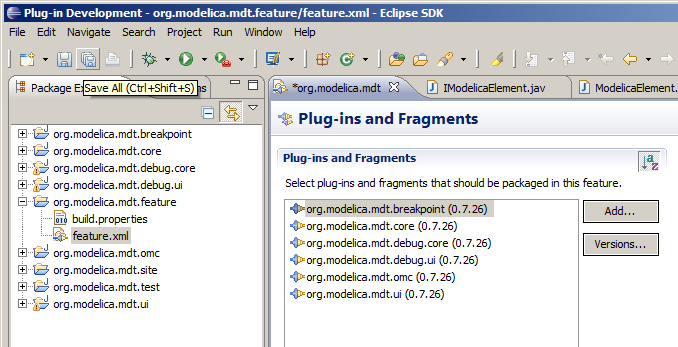 Plug-in Development - org.modelica.mdt.feature/feature.xml - Eclipse SDK
File Edit Navigate Search Project Run Window Help
Package Ex
Save All (Ctrl+Shift+S)
ns
*org.modelica.mdt
IModelicaElement.jav
ModelicaElement.
org.modelica.mdt.breakpoint
org.modelica.mdt.core
org.modelica.mdt.debug.core
org.modelica.mdt.debug.ui
org.modelica.mdt.feature
build.properties
feature.xml
org.modelica.mdt.omc
org.modelica.mdt.site
org.modelica.mdt.test
org.modelica.mdt.ui
Plug-ins and Fragments
Plug-ins and Fragments
Select plug-ins and fragments that should be packaged in this feature.
org.modelica.mdt.breakpoint (0.7.26)
org.modelica.mdt.core (0.7.26)
org.modelica.mdt.debug.core (0.7.26)
org.modelica.mdt.debug.ui (0.7.26)
org.modelica.mdt.omc (0.7.26)
org.modelica.mdt.ui (0.7.26)
Add...
Versions...